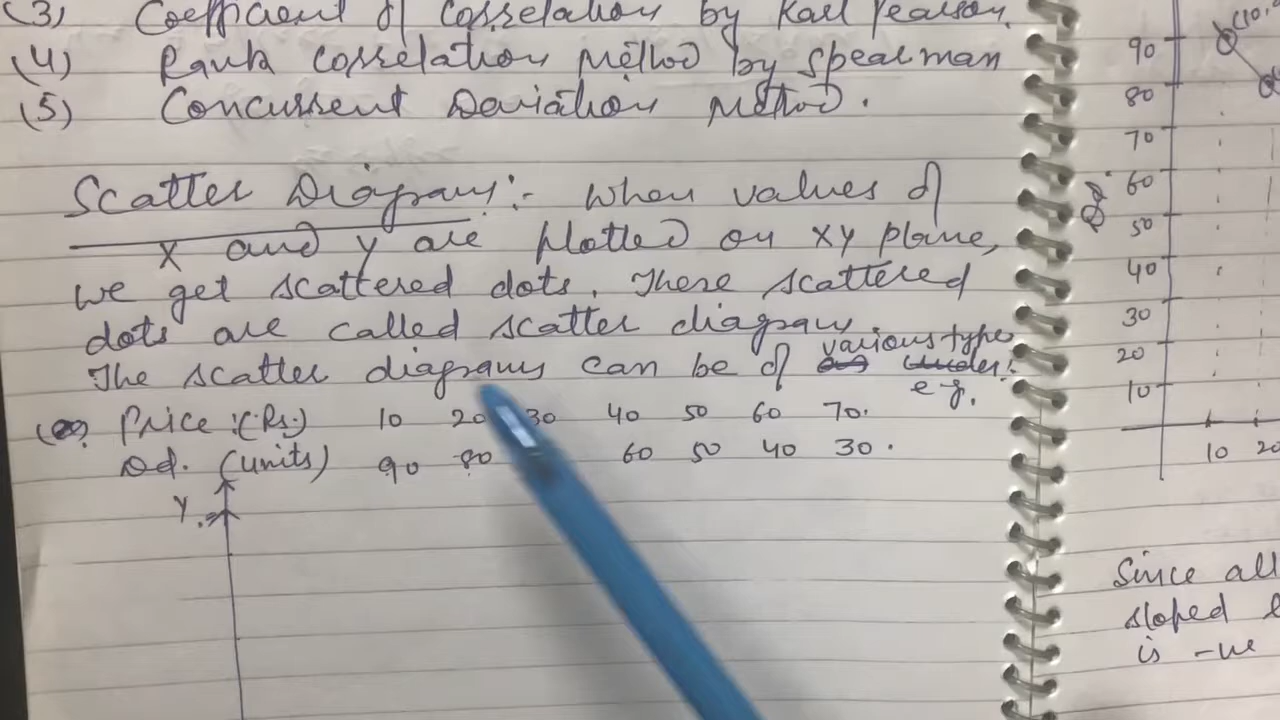 (3) Coefficient of Correlation by Karl Pearson.
(4) Rank Correlation Method by Spearman
(5) Concurrent Deviation Method.
Scatter Diagram:- When values of
X and Y are plotted on XY plane,
we get scattered dots. These scattered
dots are called scatter diagram
The scatter diagrams can be of various types
e.g.
Price:(Rs.) 10 20 30 40 50 60 70.
Qd. (units) 90 80 60 50 40 30.
Y
(10,
90
80
70
60
50
40
30
20
10
10 20
Since all
sloped
is -ve